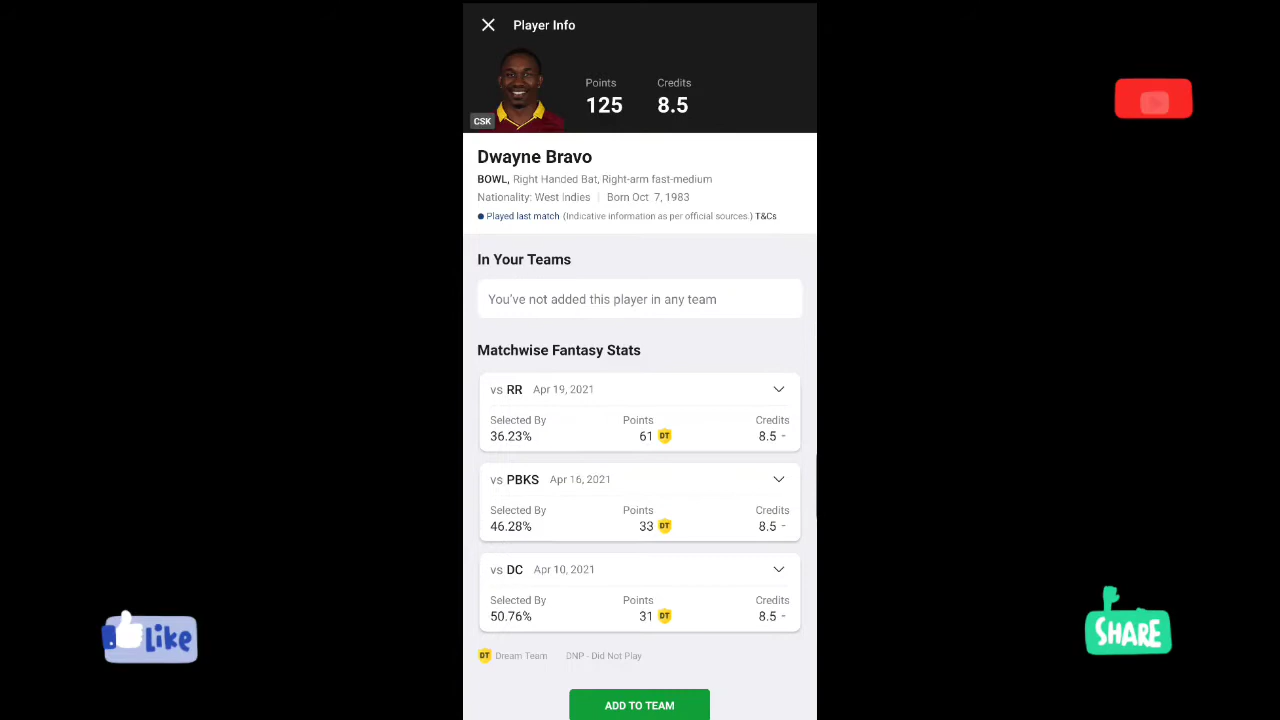 Player Info
Points
Credits
125
8.5
CSK
Dwayne Bravo
BOWL, Right Handed Bat, Right-arm fast-medium
Nationality: West Indies | Born Oct 7, 1983
Played last match (Indicative information as per official sources.) T&Cs
In Your Teams
You've not added this player in any team
Matchwise Fantasy Stats
vs RR Apr 19, 2021
Selected By Points Credits
36.23% 61 DT 8.5 -
vs PBKS Apr 16, 2021
Selected By Points Credits
46.28% 33 DT 8.5 -
vs DC Apr 10, 2021
Selected By Points Credits
50.76% 31 DT 8.5 -
DT Dream Team DNP - Did Not Play
ADD TO TEAM
like
SHARE